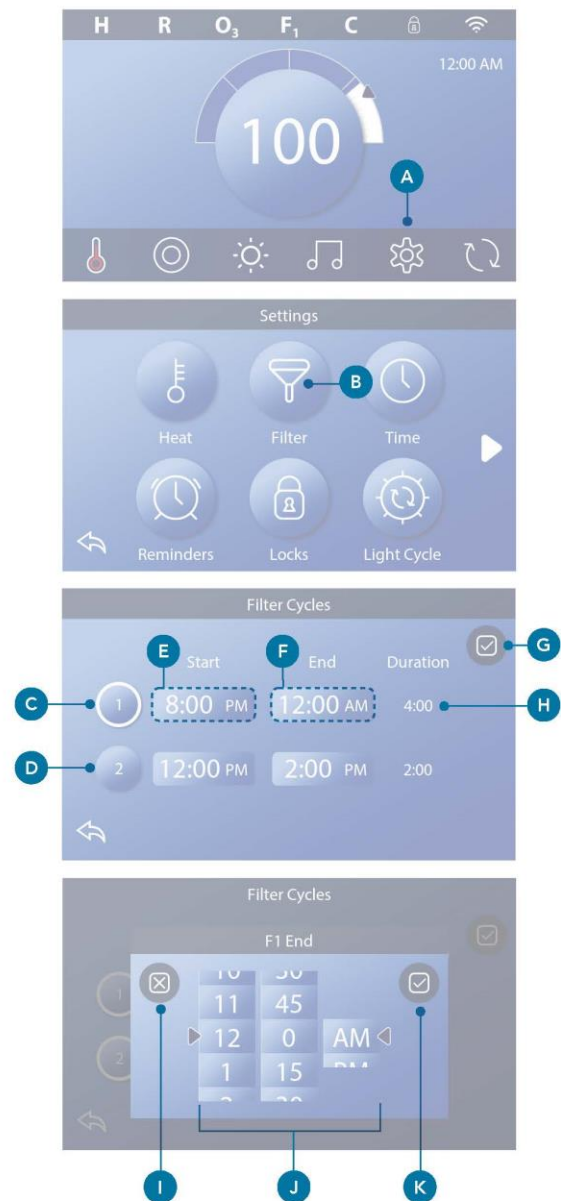 H R O₃ F₁ C
12:00 AM
100
A
Settings
B
Heat Filter Time
Reminders Locks Light Cycle
Filter Cycles
E F
Start End Duration G
C 1 8:00 PM 12:00 AM 4:00 H
D 2 12:00 PM 2:00 PM 2:00
Filter Cycles
F1 End
11 45
1 12 0 AM
2 1 15
I J K